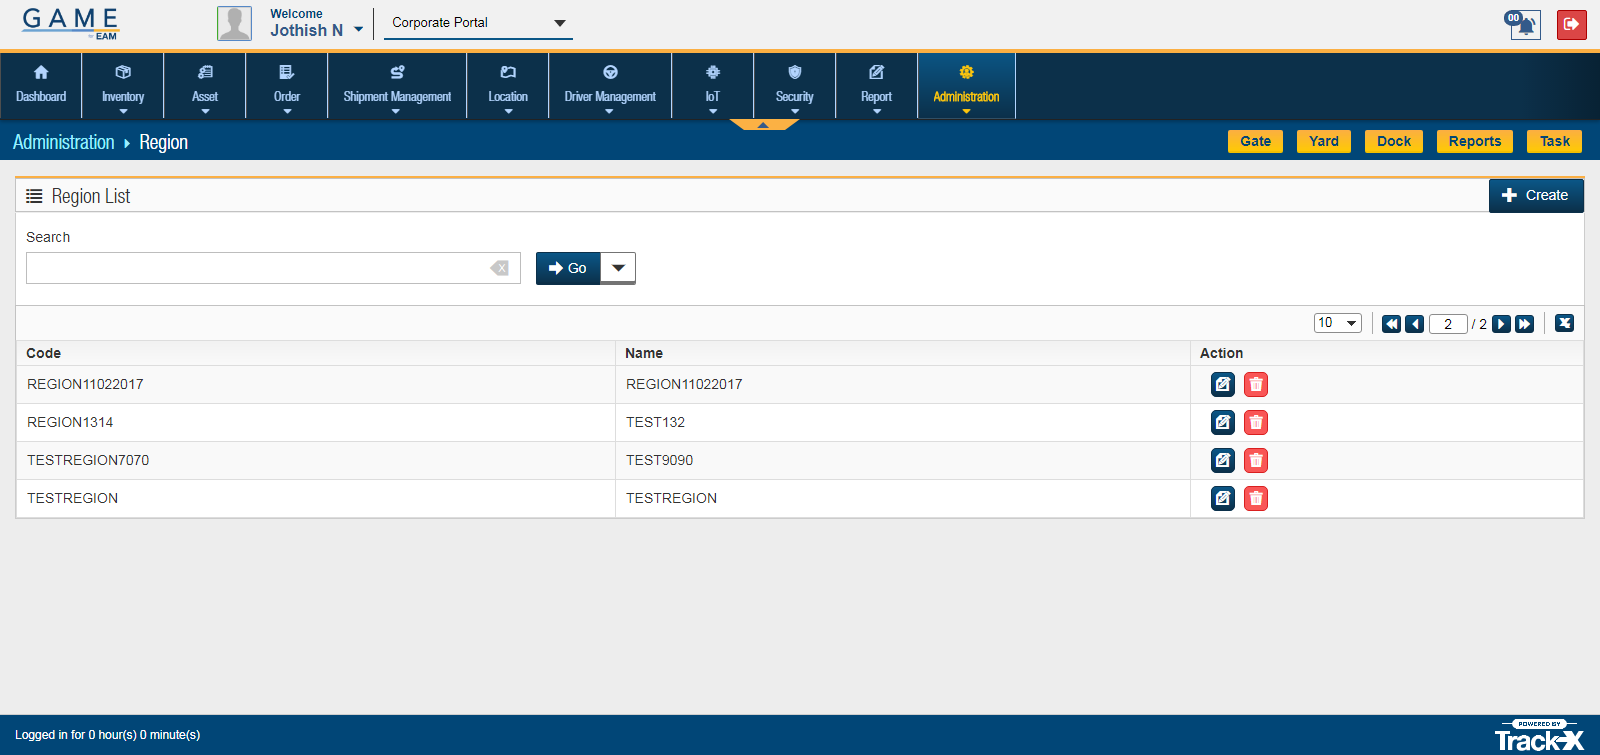 GAME
BY EAM
Welcome
Jothish N
Corporate Portal
00
Dashboard
Inventory
Asset
Order
Shipment Management
Location
Driver Management
IoT
Security
Report
Administration
Administration Region
Gate
Yard
Dock
Reports
Task
Region List
Create
Search
X
Go
10
2 / 2
Code Name Action
REGION11022017 REGION11022017
REGION1314 TEST132
TESTREGION7070 TEST9090
TESTREGION TESTREGION
Logged in for 0 hour(s) 0 minute(s)
POWERED BY
Track-X